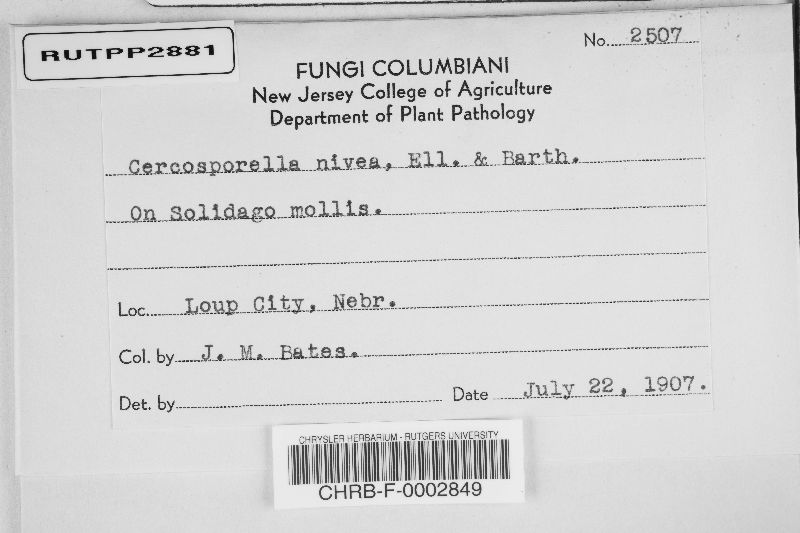 RUTPP2881
No. 2507
FUNGI COLUMBIANI
New Jersey College of Agriculture
Department of Plant Pathology
Cercosporella nivea, Ell. & Barth.
On Solidago mollis.
Loc. Loup City, Nebr.
Col. by J. M. Bates.
Det. by Date July 22, 1907.
CHRYSLER HERBARIUM - RUTGERS UNIVERSITY
CHRB-F-0002849